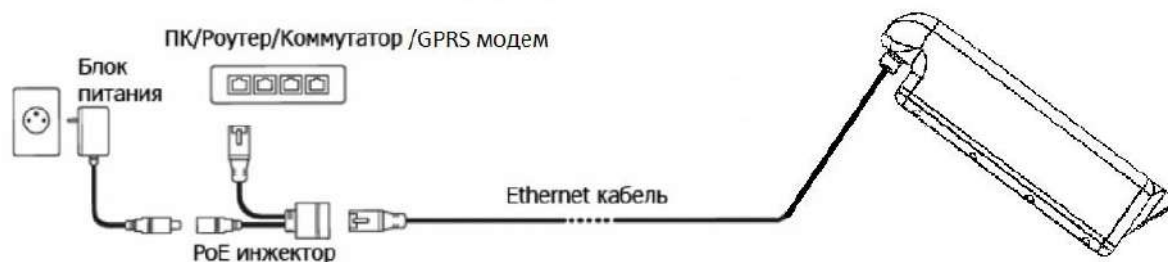 ПК/Роутер/Коммутатор /GPRS модем
Блок
питания
Ethernet кабель
PoE инжектор